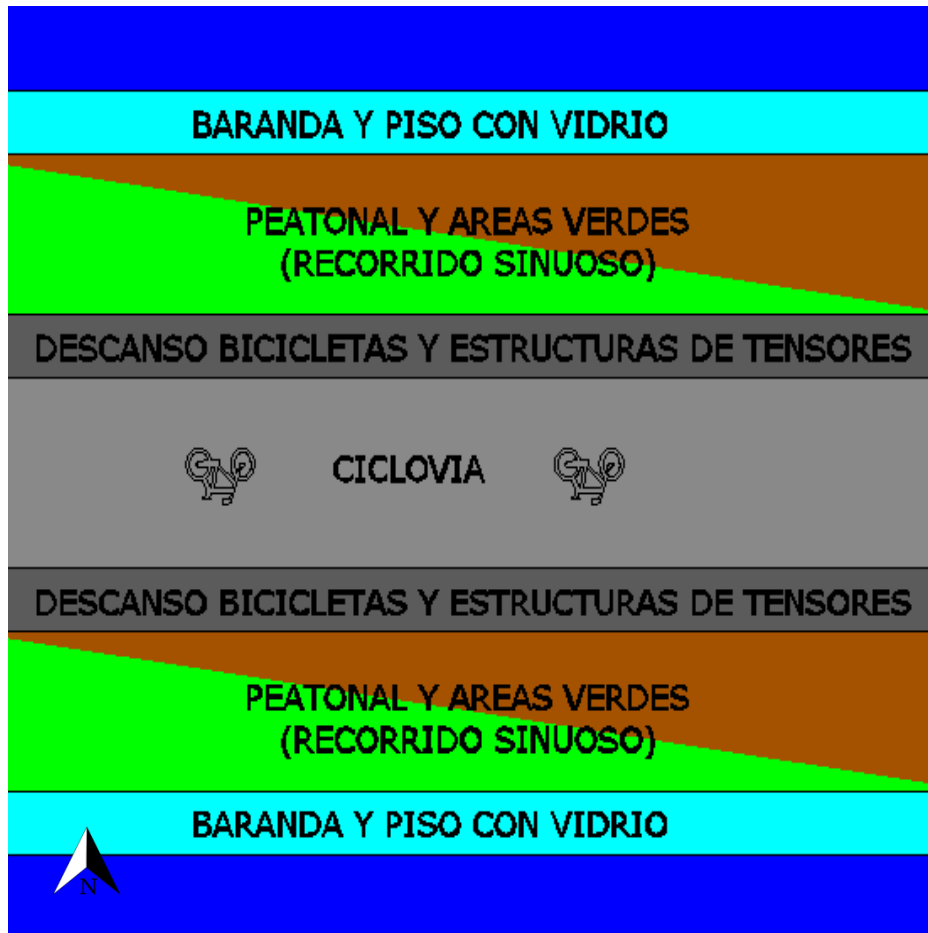 BARANDA Y PISO CON VIDRIO
PEATONAL Y AREAS VERDES
(RECORRIDO SINUOSO)
DESCANSO BICICLETAS Y ESTRUCTURAS DE TENSORES
CICLOVIA
DESCANSO BICICLETAS Y ESTRUCTURAS DE TENSORES
PEATONAL Y AREAS VERDES
(RECORRIDO SINUOSO)
BARANDA Y PISO CON VIDRIO
N